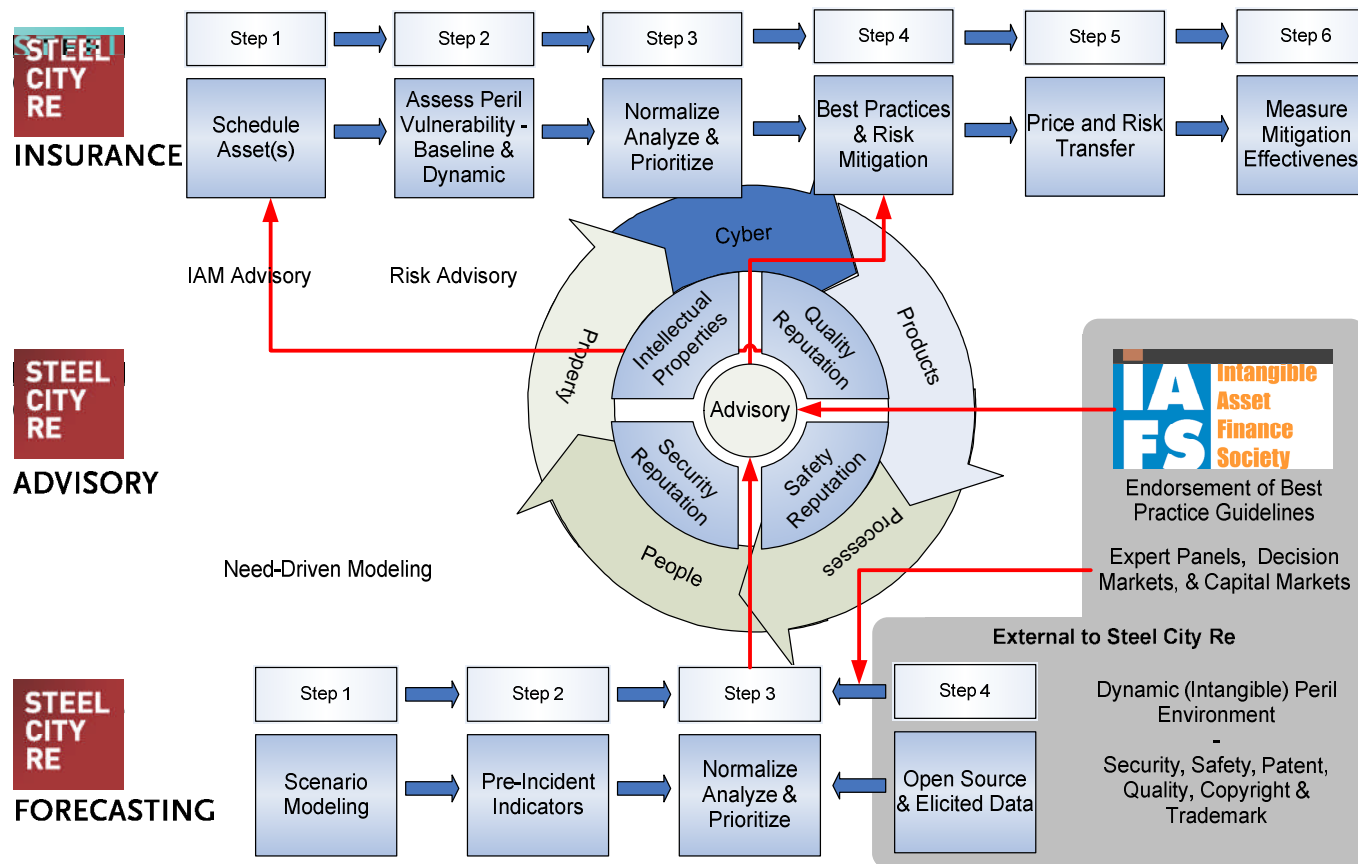 STEEL
CITY
RE
INSURANCE
Step 1
Step 2
Step 3
Step 4
Step 5
Step 6
Schedule
Asset(s)
Assess Peril
Vulnerability -
Baseline &
Dynamic
Normalize
Analyze &
Prioritize
Best Practices
& Risk
Mitigation
Price and Risk
Transfer
Measure
Mitigation
Effectivenes
IAM Advisory
Risk Advisory
Cyber
Products
Processes
People
Property
Intellectual
Properties
Quality
Reputation
Security
Reputation
Safety
Reputation
Advisory
STEEL
CITY
RE
ADVISORY
IA
FS
Intangible
Asset
Finance
Society
Endorsement of Best
Practice Guidelines
Expert Panels, Decision
Markets, & Capital Markets
Need-Driven Modeling
External to Steel City Re
Dynamic (Intangible) Peril
Environment
-
Security, Safety, Patent,
Quality, Copyright &
Trademark
STEEL
CITY
RE
FORECASTING
Step 1
Step 2
Step 3
Step 4
Scenario
Modeling
Pre-Incident
Indicators
Normalize
Analyze &
Prioritize
Open Source
& Elicited Data